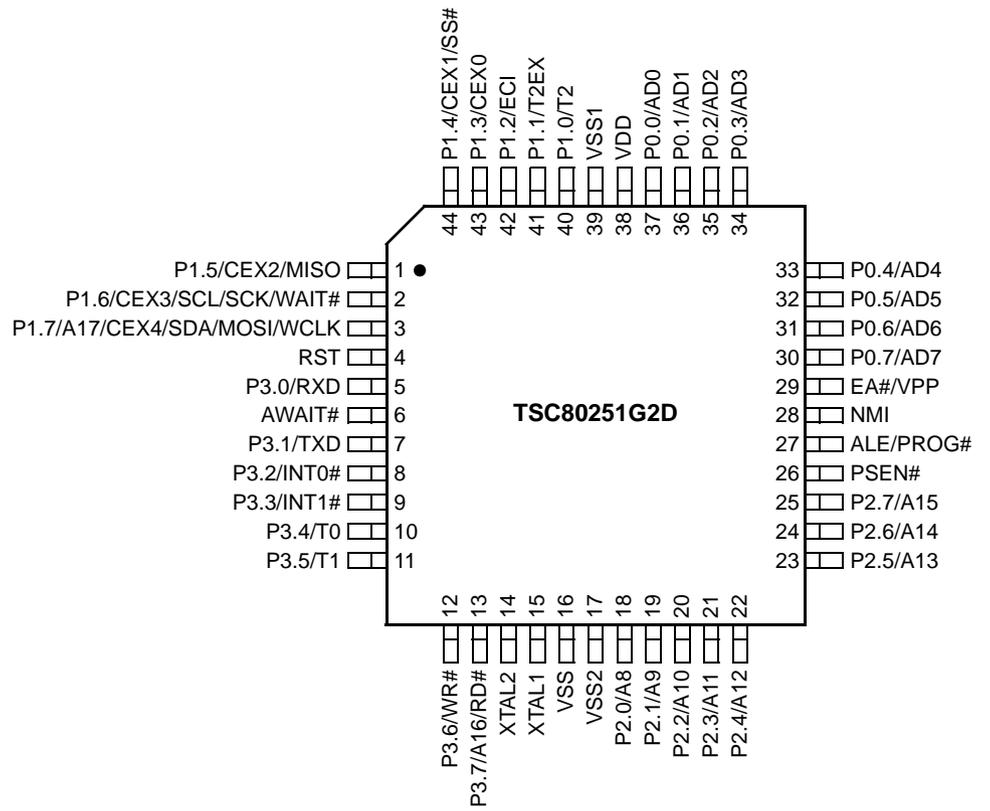 P1.4/CEX1/SS#
P1.3/CEX0
P1.2/ECI
P1.1/T2EX
P1.0/T2
VSS1
VDD
P0.0/AD0
P0.1/AD1
P0.2/AD2
P0.3/AD3
44
43
42
41
40
39
38
37
36
35
34
P1.5/CEX2/MISO 1
P1.6/CEX3/SCL/SCK/WAIT# 2
P1.7/A17/CEX4/SDA/MOSI/WCLK 3
RST 4
P3.0/RXD 5
AWAIT# 6
P3.1/TXD 7
P3.2/INT0# 8
P3.3/INT1# 9
P3.4/T0 10
P3.5/T1 11
TSC80251G2D
33 P0.4/AD4
32 P0.5/AD5
31 P0.6/AD6
30 P0.7/AD7
29 EA#/VPP
28 NMI
27 ALE/PROG#
26 PSEN#
25 P2.7/A15
24 P2.6/A14
23 P2.5/A13
12
13
14
15
16
17
18
19
20
21
22
P3.6/WR#
P3.7/A16/RD#
XTAL2
XTAL1
VSS
VSS2
P2.0/A8
P2.1/A9
P2.2/A10
P2.3/A11
P2.4/A12